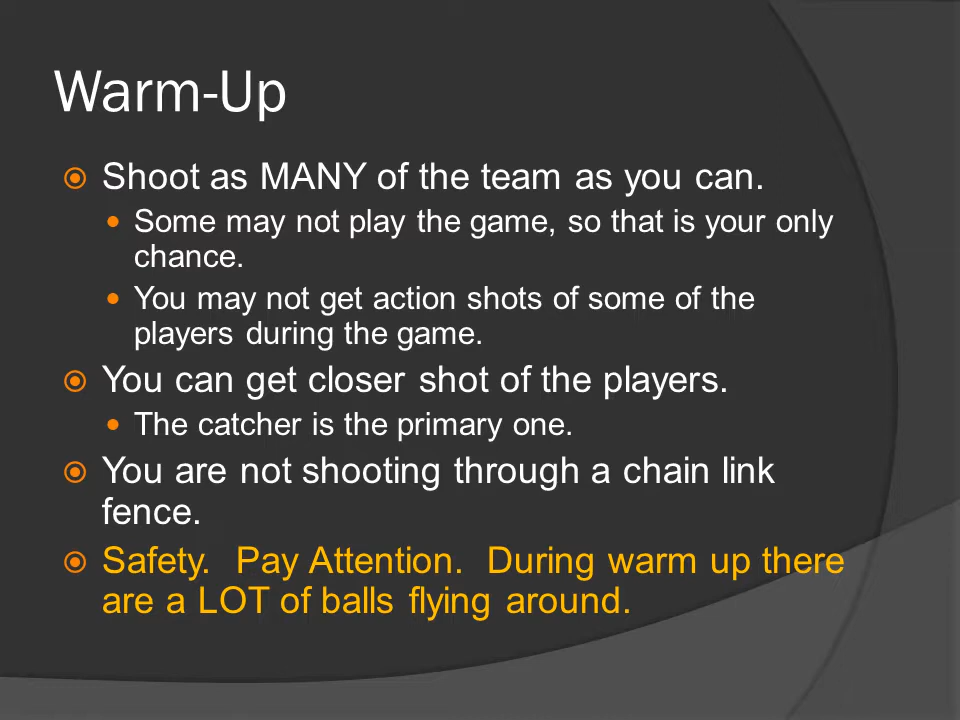 Warm-Up
Shoot as MANY of the team as you can.
Some may not play the game, so that is your only
chance.
You may not get action shots of some of the
players during the game.
You can get closer shot of the players.
The catcher is the primary one.
You are not shooting through a chain link
fence.
Safety.  Pay Attention.  During warm up there
are a LOT of balls flying around.